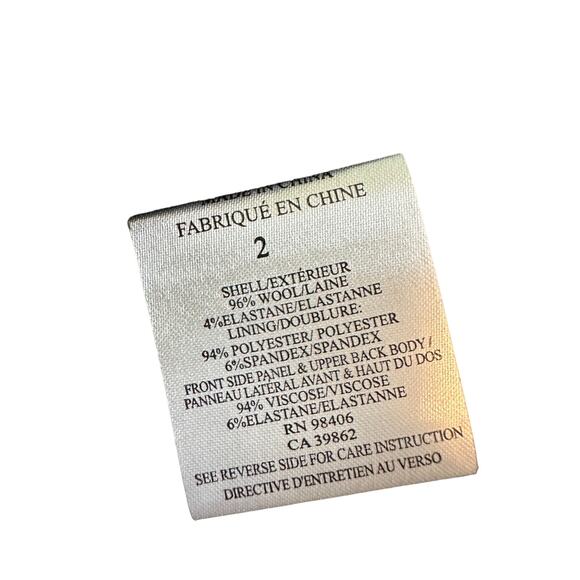 MADE IN CHINA
FABRIQUÉ EN CHINE
2
SHELL/EXTÉRIEUR
96% WOOL/LAINE
4%ELASTANE/ELASTANNE
LINING/DOUBLURE:
94% POLYESTER/ POLYESTER
6%SPANDEX/SPANDEX
FRONT SIDE PANEL & UPPER BACK BODY /
PANNEAU LATÉRAL AVANT & HAUT DU DOS
94% VISCOSE/VISCOSE
6%ELASTANE/ELASTANNE
RN 98406
CA 39862
SEE REVERSE SIDE FOR CARE INSTRUCTION
DIRECTIVE D'ENTRETIEN AU VERSO